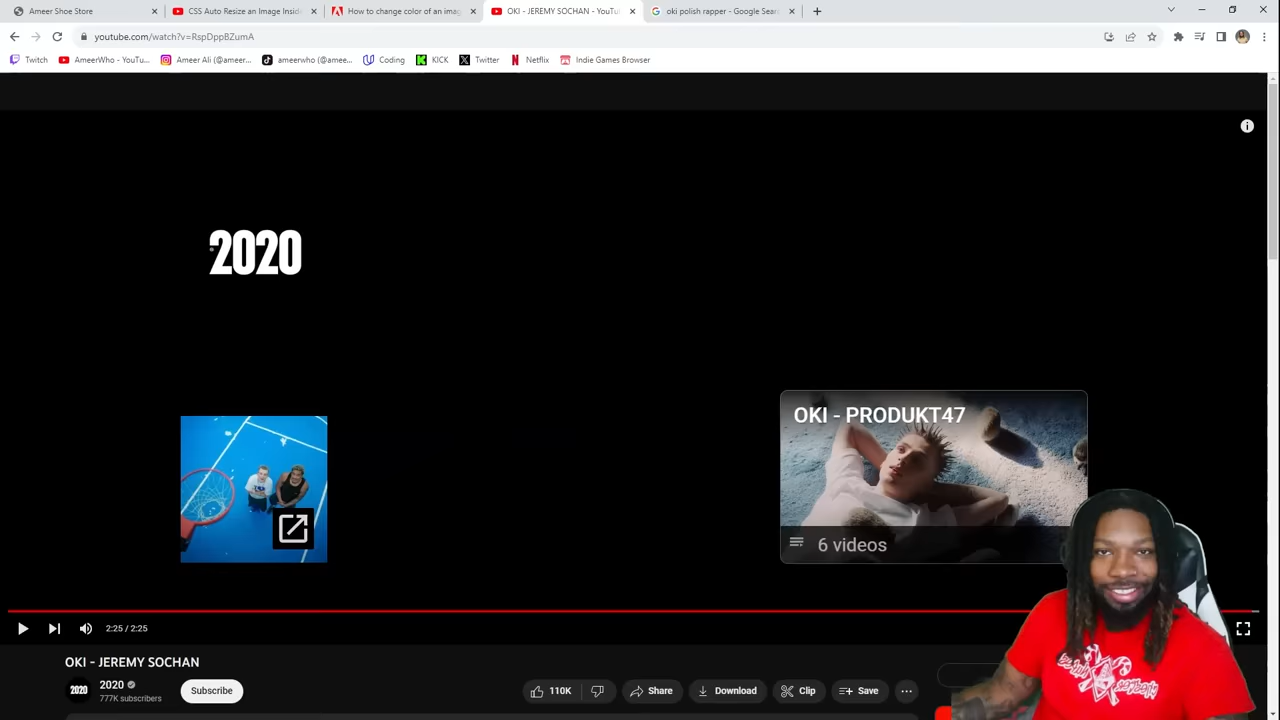 Ameer Shoe Store
CSS Auto Resize an Image Inside
How to change color of an imag
OKI - JEREMY SOCHAN - YouTu
oki polish rapper - Google Sear
youtube.com/watch?v=RspDppBZumA
Twitch
AmeerWho - YouTu...
Ameer Ali (@ameer...
ameerwho (@amee...
Coding
KICK
Twitter
Netflix
Indie Games Browser
2020
OKI - PRODUKT47
6 videos
2:25 / 2:25
OKI - JEREMY SOCHAN
2020
2020
777K subscribers
Subscribe
110K
Share
Download
Clip
Save